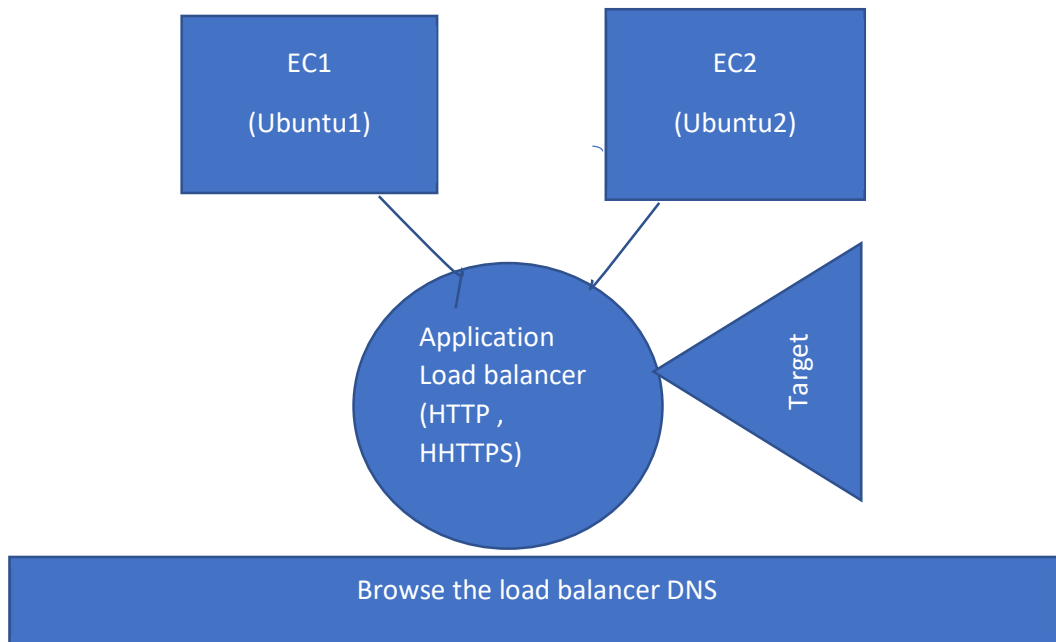 EC1
(Ubuntu1)
EC2
(Ubuntu2)
Application
Load balancer
(HTTP ,
HHTTPS)
Target
Browse the load balancer DNS